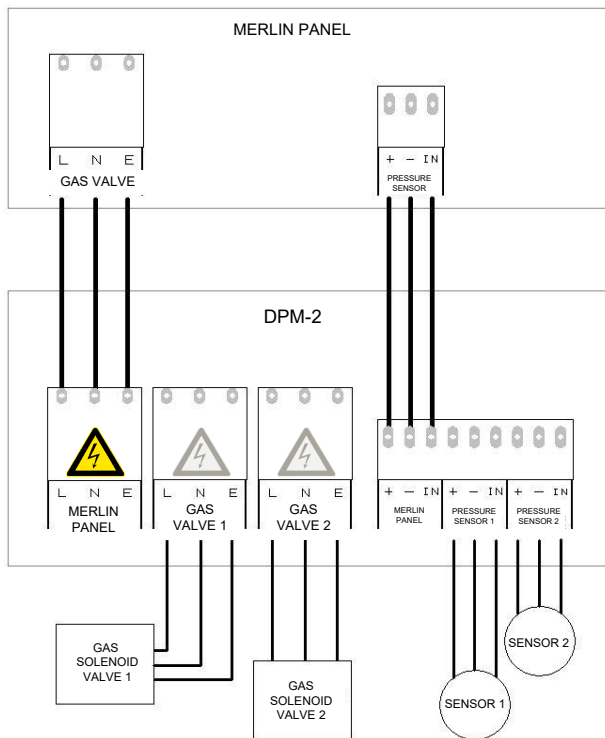 MERLIN PANEL
L N E
GAS VALVE
+ − IN
PRESSURE
SENSOR
DPM-2
L N E
MERLIN
PANEL
L N E
GAS
VALVE 1
L N E
GAS
VALVE 2
+ − IN
MERLIN
PANEL
+ − IN
PRESSURE
SENSOR 1
+ − IN
PRESSURE
SENSOR 2
GAS
SOLENOID
VALVE 1
GAS
SOLENOID
VALVE 2
SENSOR 1
SENSOR 2